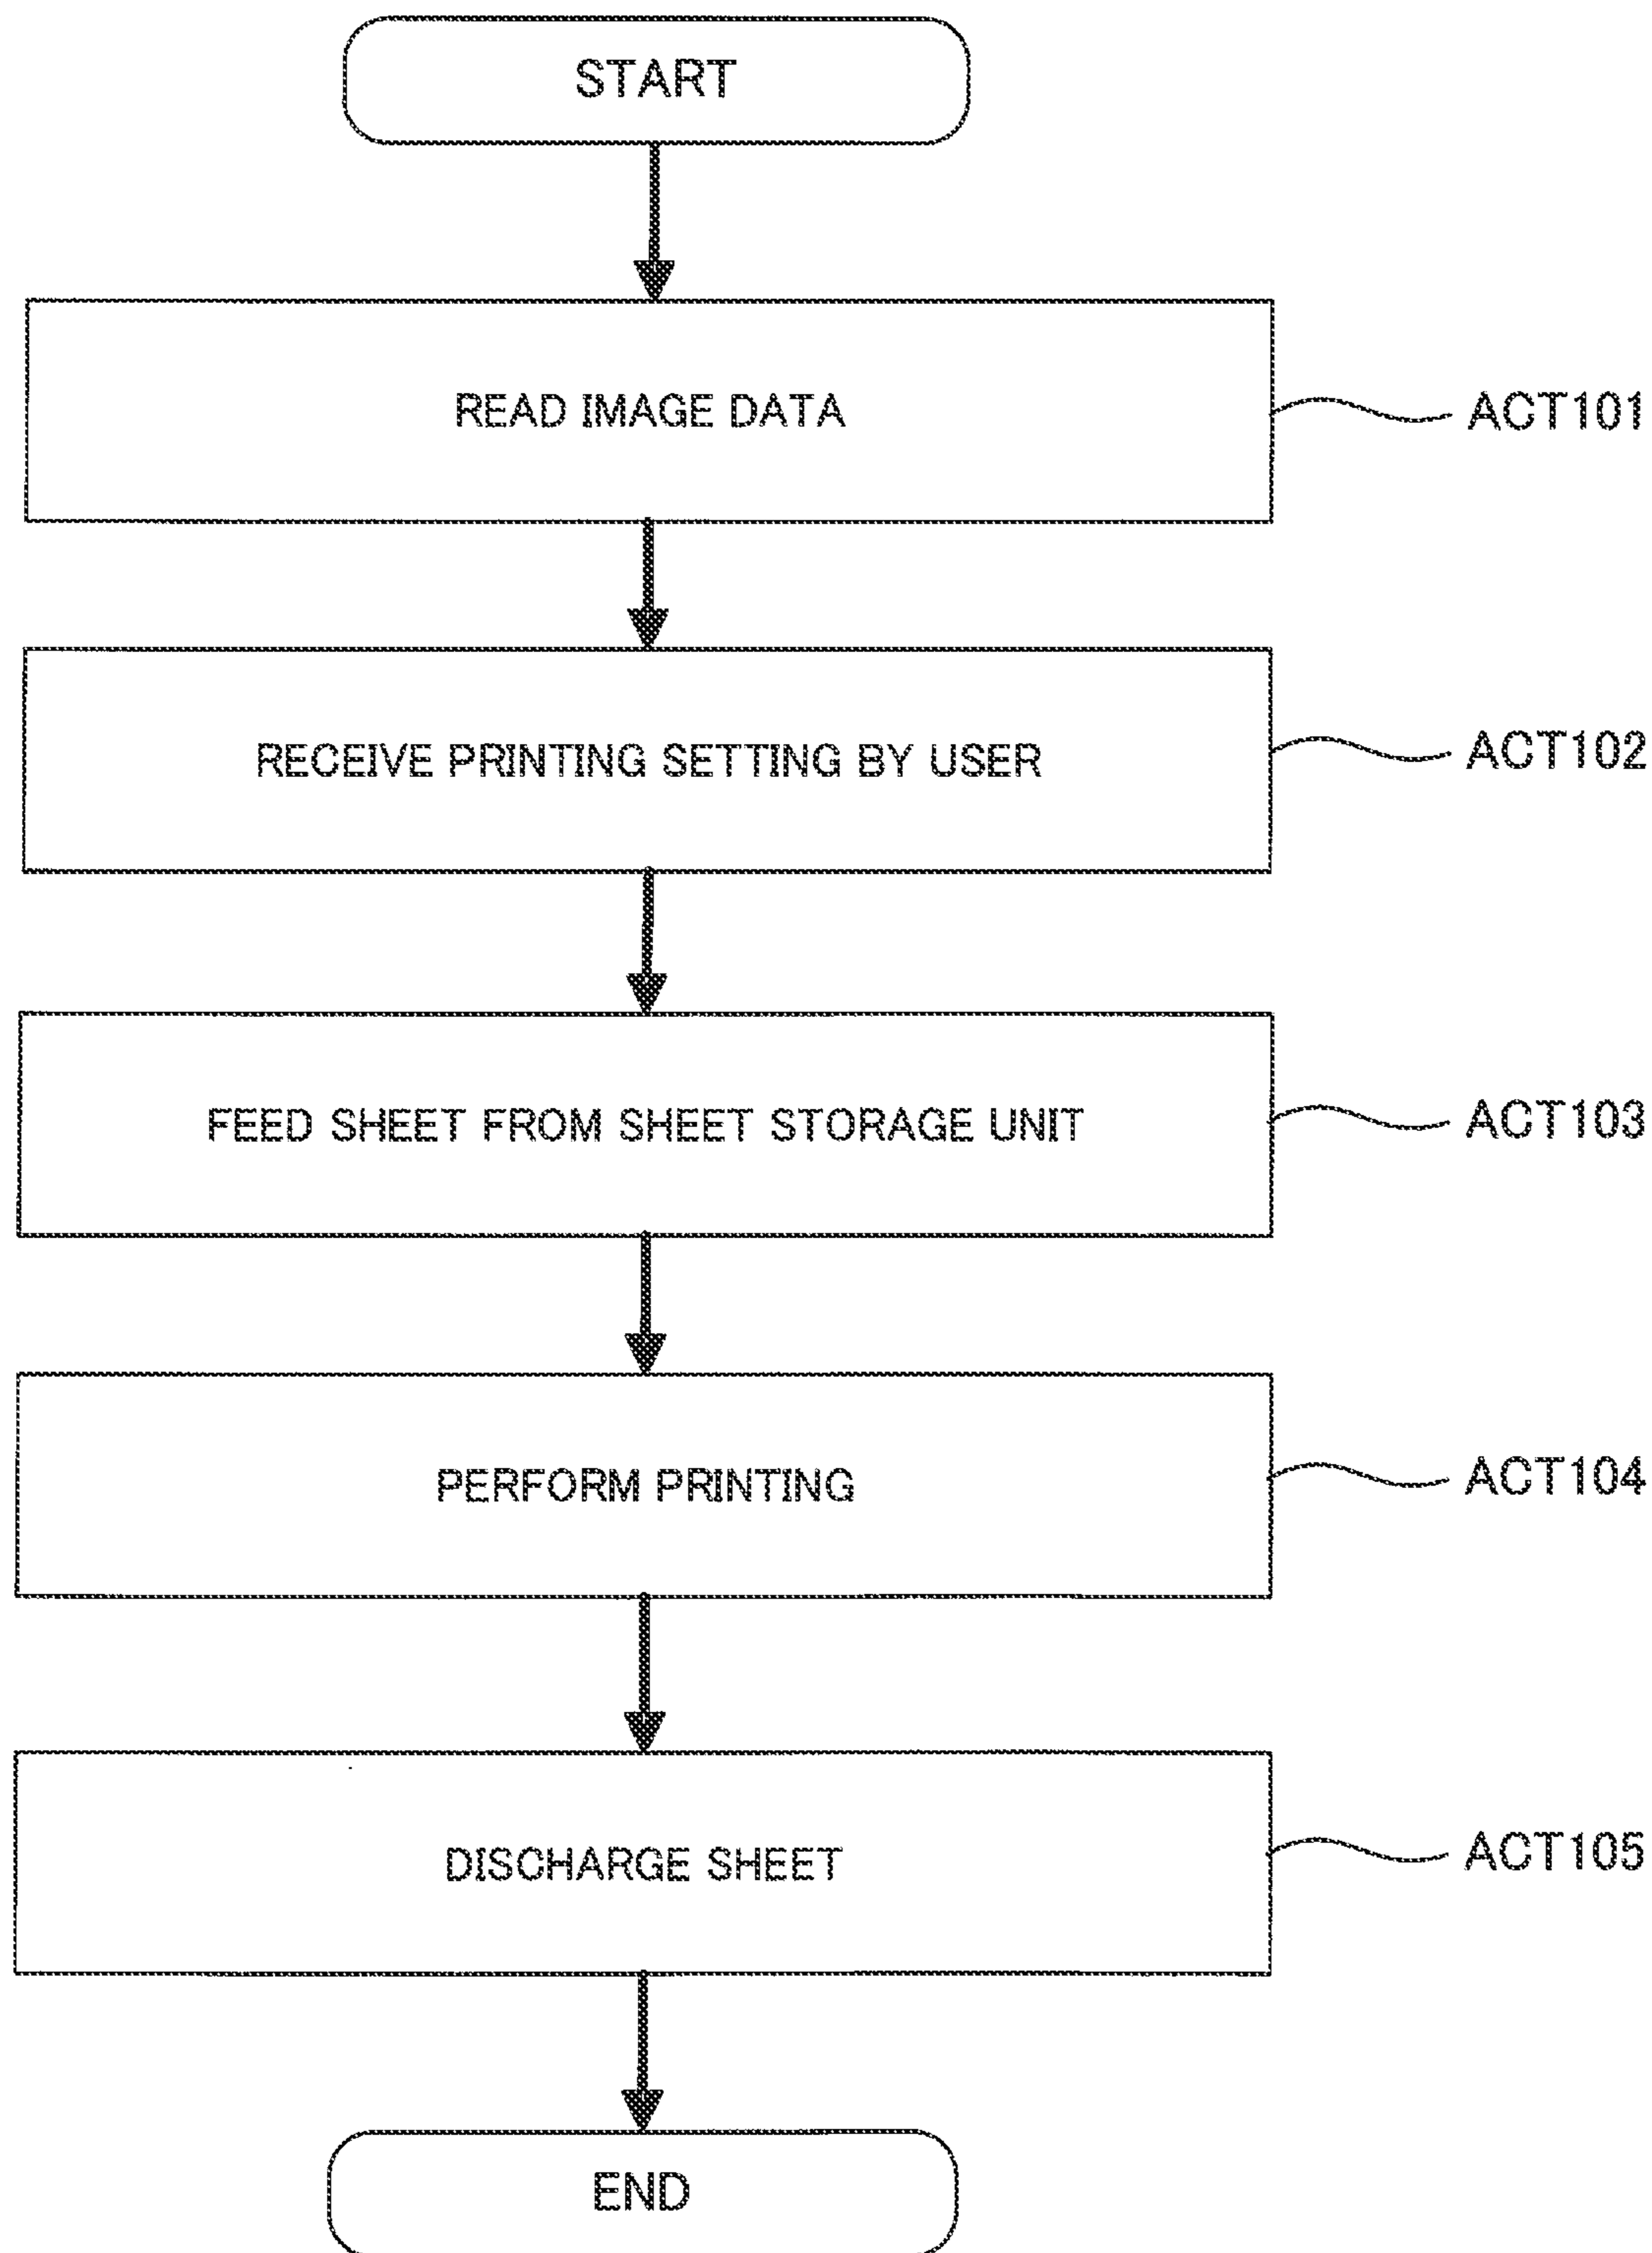 START
READ IMAGE DATA
ACT101
RECEIVE PRINTING SETTING BY USER
ACT102
FEED SHEET FROM SHEET STORAGE UNIT
ACT103
PERFORM PRINTING
ACT104
DISCHARGE SHEET
ACT105
END